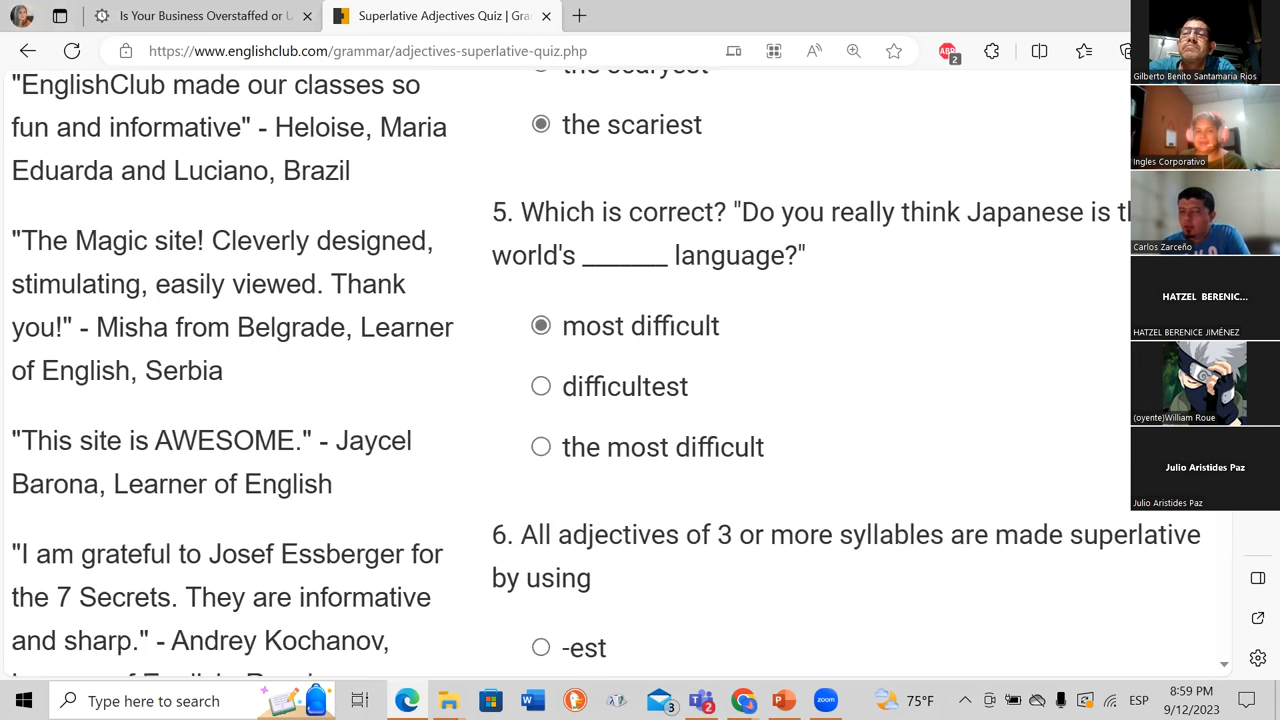 Is Your Business Overstaffed or U
Superlative Adjectives Quiz | Gra
https://www.englishclub.com/grammar/adjectives-superlative-quiz.php
ABP
2
"EnglishClub made our classes so
fun and informative" - Heloise, Maria
Eduarda and Luciano, Brazil
"The Magic site! Cleverly designed,
stimulating, easily viewed. Thank
you!" - Misha from Belgrade, Learner
of English, Serbia
"This site is AWESOME." - Jaycel
Barona, Learner of English
"I am grateful to Josef Essberger for
the 7 Secrets. They are informative
and sharp." - Andrey Kochanov,
the scaryest
the scariest
5. Which is correct? "Do you really think Japanese is th
world's _______ language?"
most difficult
difficultest
the most difficult
6. All adjectives of 3 or more syllables are made superlative
by using
-est
Gilberto Benito Santamaria Rios
Ingles Corporativo
Carlos Zarceño
HATZEL BERENIC...
HATZEL BERENICE JIMÉNEZ
(oyente)William Roue
Julio Aristides Paz
Julio Aristides Paz
Type here to search
3
2
zoom
75°F
ESP
8:59 PM
9/12/2023